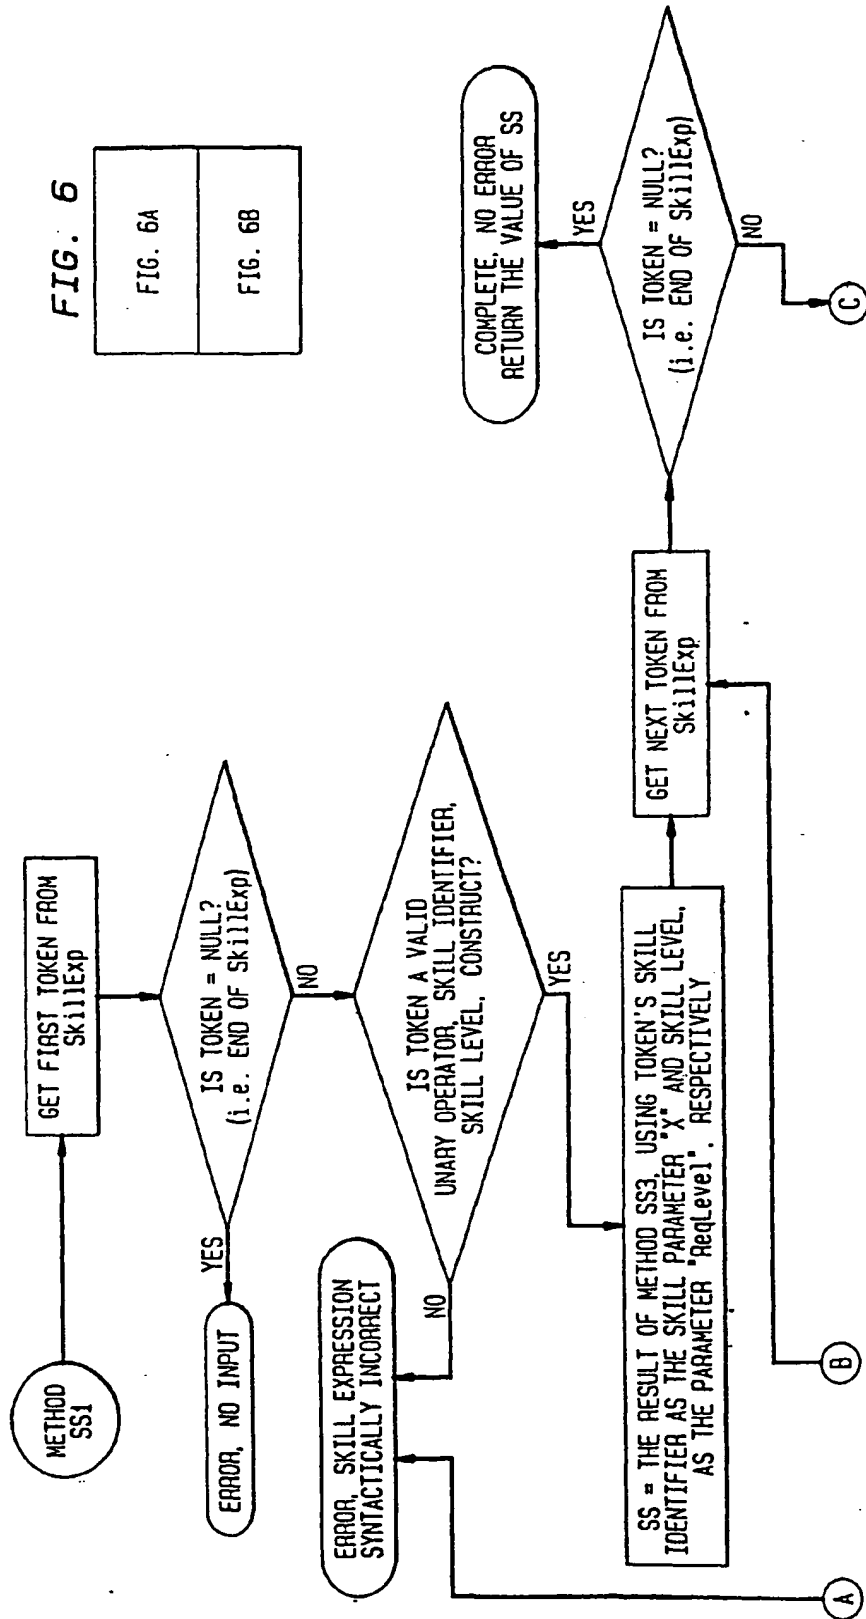 FIG. 6
FIG. 6A
FIG. 6B
METHOD
SS1
GET FIRST TOKEN FROM
SkillExp
IS TOKEN = NULL?
(i.e. END OF SkillExp)
YES
NO
ERROR, NO INPUT
IS TOKEN A VALID
UNARY OPERATOR, SKILL IDENTIFIER,
SKILL LEVEL, CONSTRUCT?
NO
YES
ERROR, SKILL EXPRESSION
SYNTACTICALLY INCORRECT
SS = THE RESULT OF METHOD SS3, USING TOKEN'S SKILL
IDENTIFIER AS THE SKILL PARAMETER "X" AND SKILL LEVEL,
AS THE PARAMETER "ReqLevel", RESPECTIVELY
GET NEXT TOKEN FROM
SkillExp
IS TOKEN = NULL?
(i.e. END OF SkillExp)
YES
NO
COMPLETE, NO ERROR
RETURN THE VALUE OF SS
A
B
C